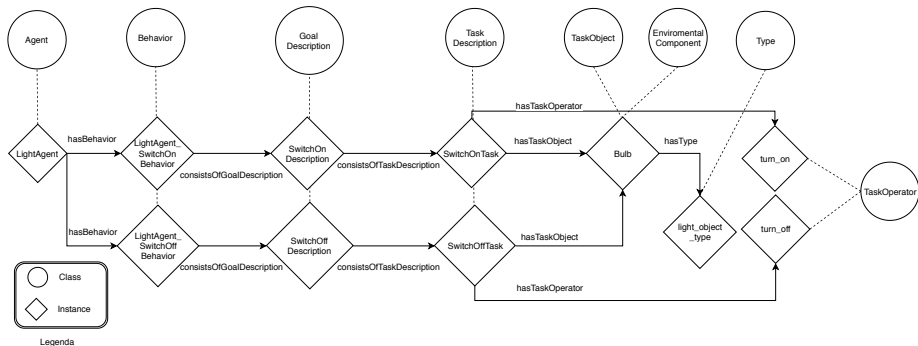 Agent
Behavior
Goal
Description
Task
Description
TaskObject
Enviromental
Component
Type
hasTaskOperator
LightAgent
hasBehavior
LightAgent_
SwitchOn
Behavior
consistsOfGoalDescription
SwitchOn
Description
consistsOfTaskDescription
SwitchOnTask
hasTaskObject
Bulb
hasType
turn_on
TaskOperator
hasBehavior
LightAgent_
SwitchOff
Behavior
consistsOfGoalDescription
SwitchOff
Description
consistsOfTaskDescription
SwitchOffTask
hasTaskObject
light_object
_type
turn_off
hasTaskOperator
Class
Instance
Legenda